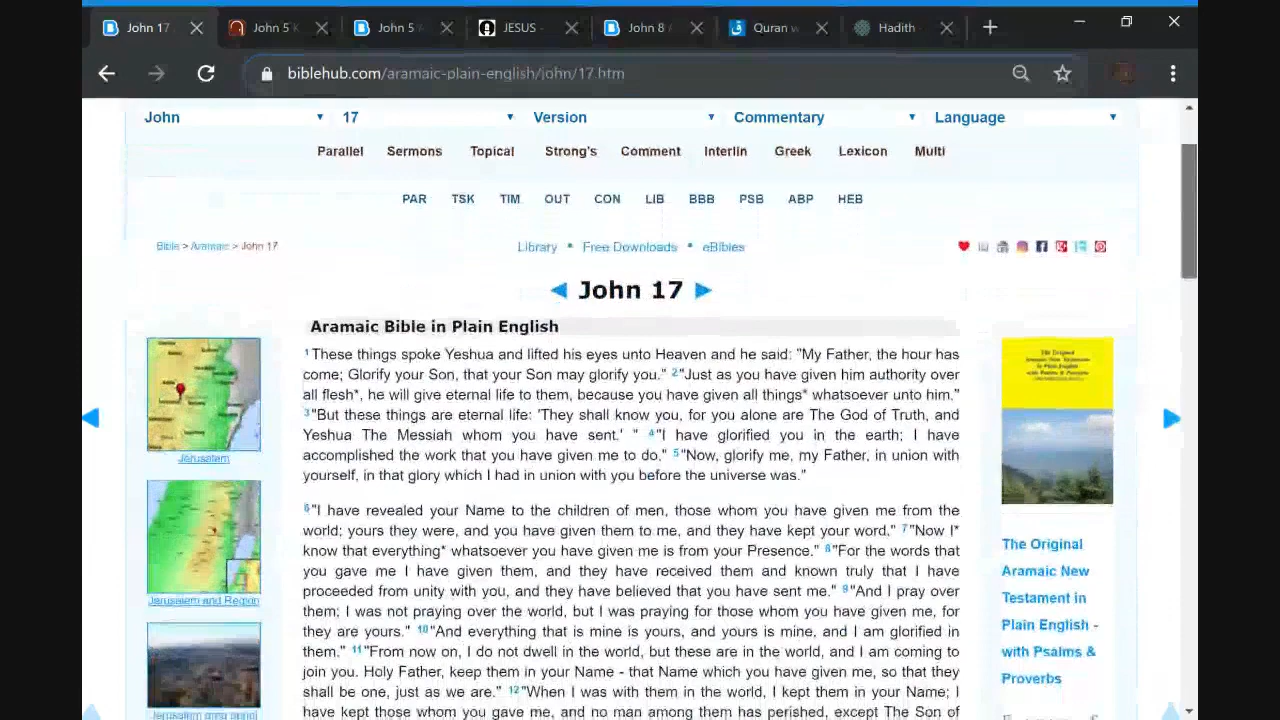 John 17
John 5 K
John 5 A
JESUS -
John 8 A
Quran w
Hadith
biblehub.com/aramaic-plain-english/john/17.htm
John 17 Version Commentary Language
Parallel Sermons Topical Strong's Comment Interlin Greek Lexicon Multi
PAR TSK TIM OUT CON LIB BBB PSB ABP HEB
Bible > Aramaic > John 17
Library • Free Downloads • eBibles
◄ John 17 ►
Aramaic Bible in Plain English
1These things spoke Yeshua and lifted his eyes unto Heaven and he said: "My Father, the hour has
come. Glorify your Son, that your Son may glorify you." 2"Just as you have given him authority over
all flesh*, he will give eternal life to them, because you have given all things* whatsoever unto him."
3"But these things are eternal life: 'They shall know you, for you alone are The God of Truth, and
Yeshua The Messiah whom you have sent.' " 4"I have glorified you in the earth; I have
accomplished the work that you have given me to do." 5"Now, glorify me, my Father, in union with
yourself, in that glory which I had in union with you before the universe was."
6"I have revealed your Name to the children of men, those whom you have given me from the
world; yours they were, and you have given them to me, and they have kept your word." 7"Now I*
know that everything* whatsoever you have given me is from your Presence." 8"For the words that
you gave me I have given them, and they have received them and known truly that I have
proceeded from unity with you, and they have believed that you have sent me." 9"And I pray over
them; I was not praying over the world, but I was praying for those whom you have given me, for
they are yours." 10"And everything that is mine is yours, and yours is mine, and I am glorified in
them." 11"From now on, I do not dwell in the world, but these are in the world, and I am coming to
join you. Holy Father, keep them in your Name - that Name which you have given me, so that they
shall be one, just as we are." 12"When I was with them in the world, I kept them in your Name; I
have kept those whom you gave me, and no man among them has perished, except The Son of
Jerusalem
Jerusalem and Region
The Original
Aramaic New
Testament in
Plain English -
with Psalms &
Proverbs